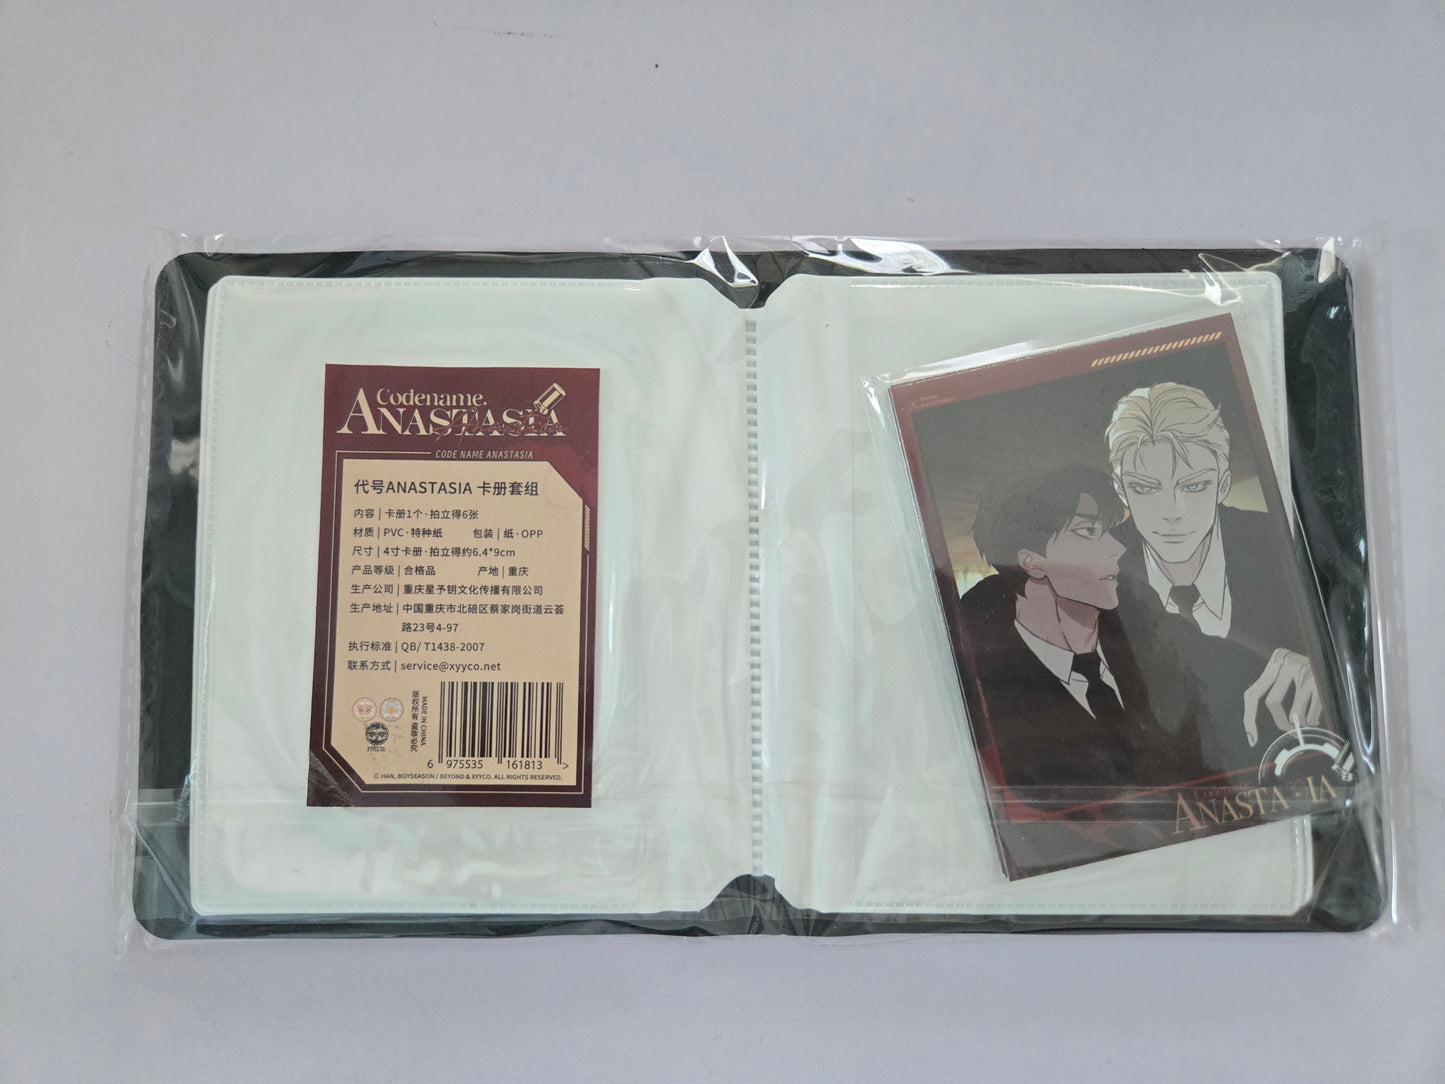 Codename.
ANASTASIA
CODE NAME ANASTASIA
代号ANASTASIA 卡册套组
内容 | 卡册1个·拍立得6张
材质 | PVC·特种纸 包装 | 纸·OPP
尺寸 | 4寸卡册·拍立得约6.4*9cm
产品等级 | 合格品 产地 | 重庆
生产公司 | 重庆星予钥文化传播有限公司
生产地址 | 中国重庆市北碚区蔡家岗街道云荟
路23号4-97
执行标准 | QB/ T1438-2007
联系方式 | service@xyyco.net
MADE IN CHINA
版权所有 盗版必究
6 975535 161813 >
© HAN, BOYSEASON / BEYOND & XYYCO. ALL RIGHTS RESERVED.
ANASTASIA